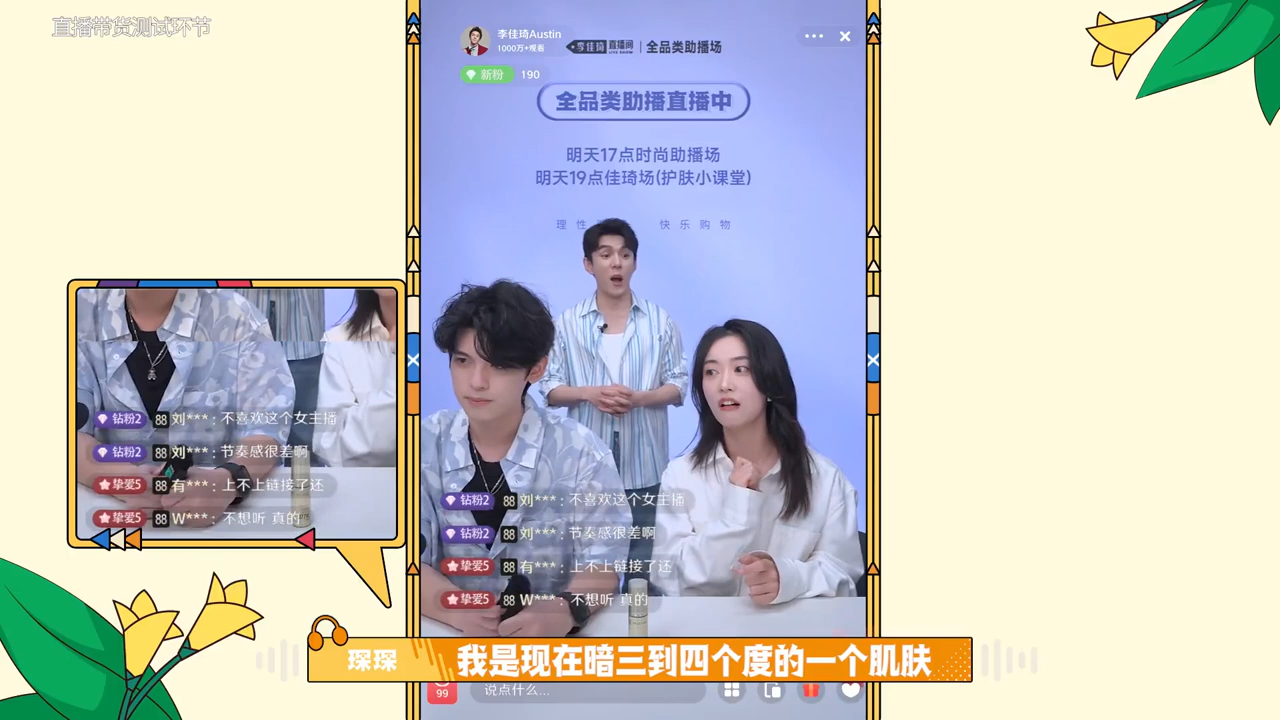 直播带货测试环节
李佳琦Austin
1000万+观看
李佳琦 直播间 LIVE SHOW | 全品类助播场
新粉 190
全品类助播直播中
明天17点时尚助播场
明天19点佳琦场(护肤小课堂)
理性 快乐购物
钻粉2 88 刘***：不喜欢这个女主播
钻粉2 88 刘***：节奏感很差啊
挚爱5 88 有***：上不上链接了还
挚爱5 88 W***：不想听 真的
钻粉2 88 刘***：不喜欢这个女主播
钻粉2 88 刘***：节奏感很差啊
挚爱5 88 有***：上不上链接了还
挚爱5 88 W***：不想听 真的
琛琛 我是现在暗三到四个度的一个肌肤
99 说点什么...